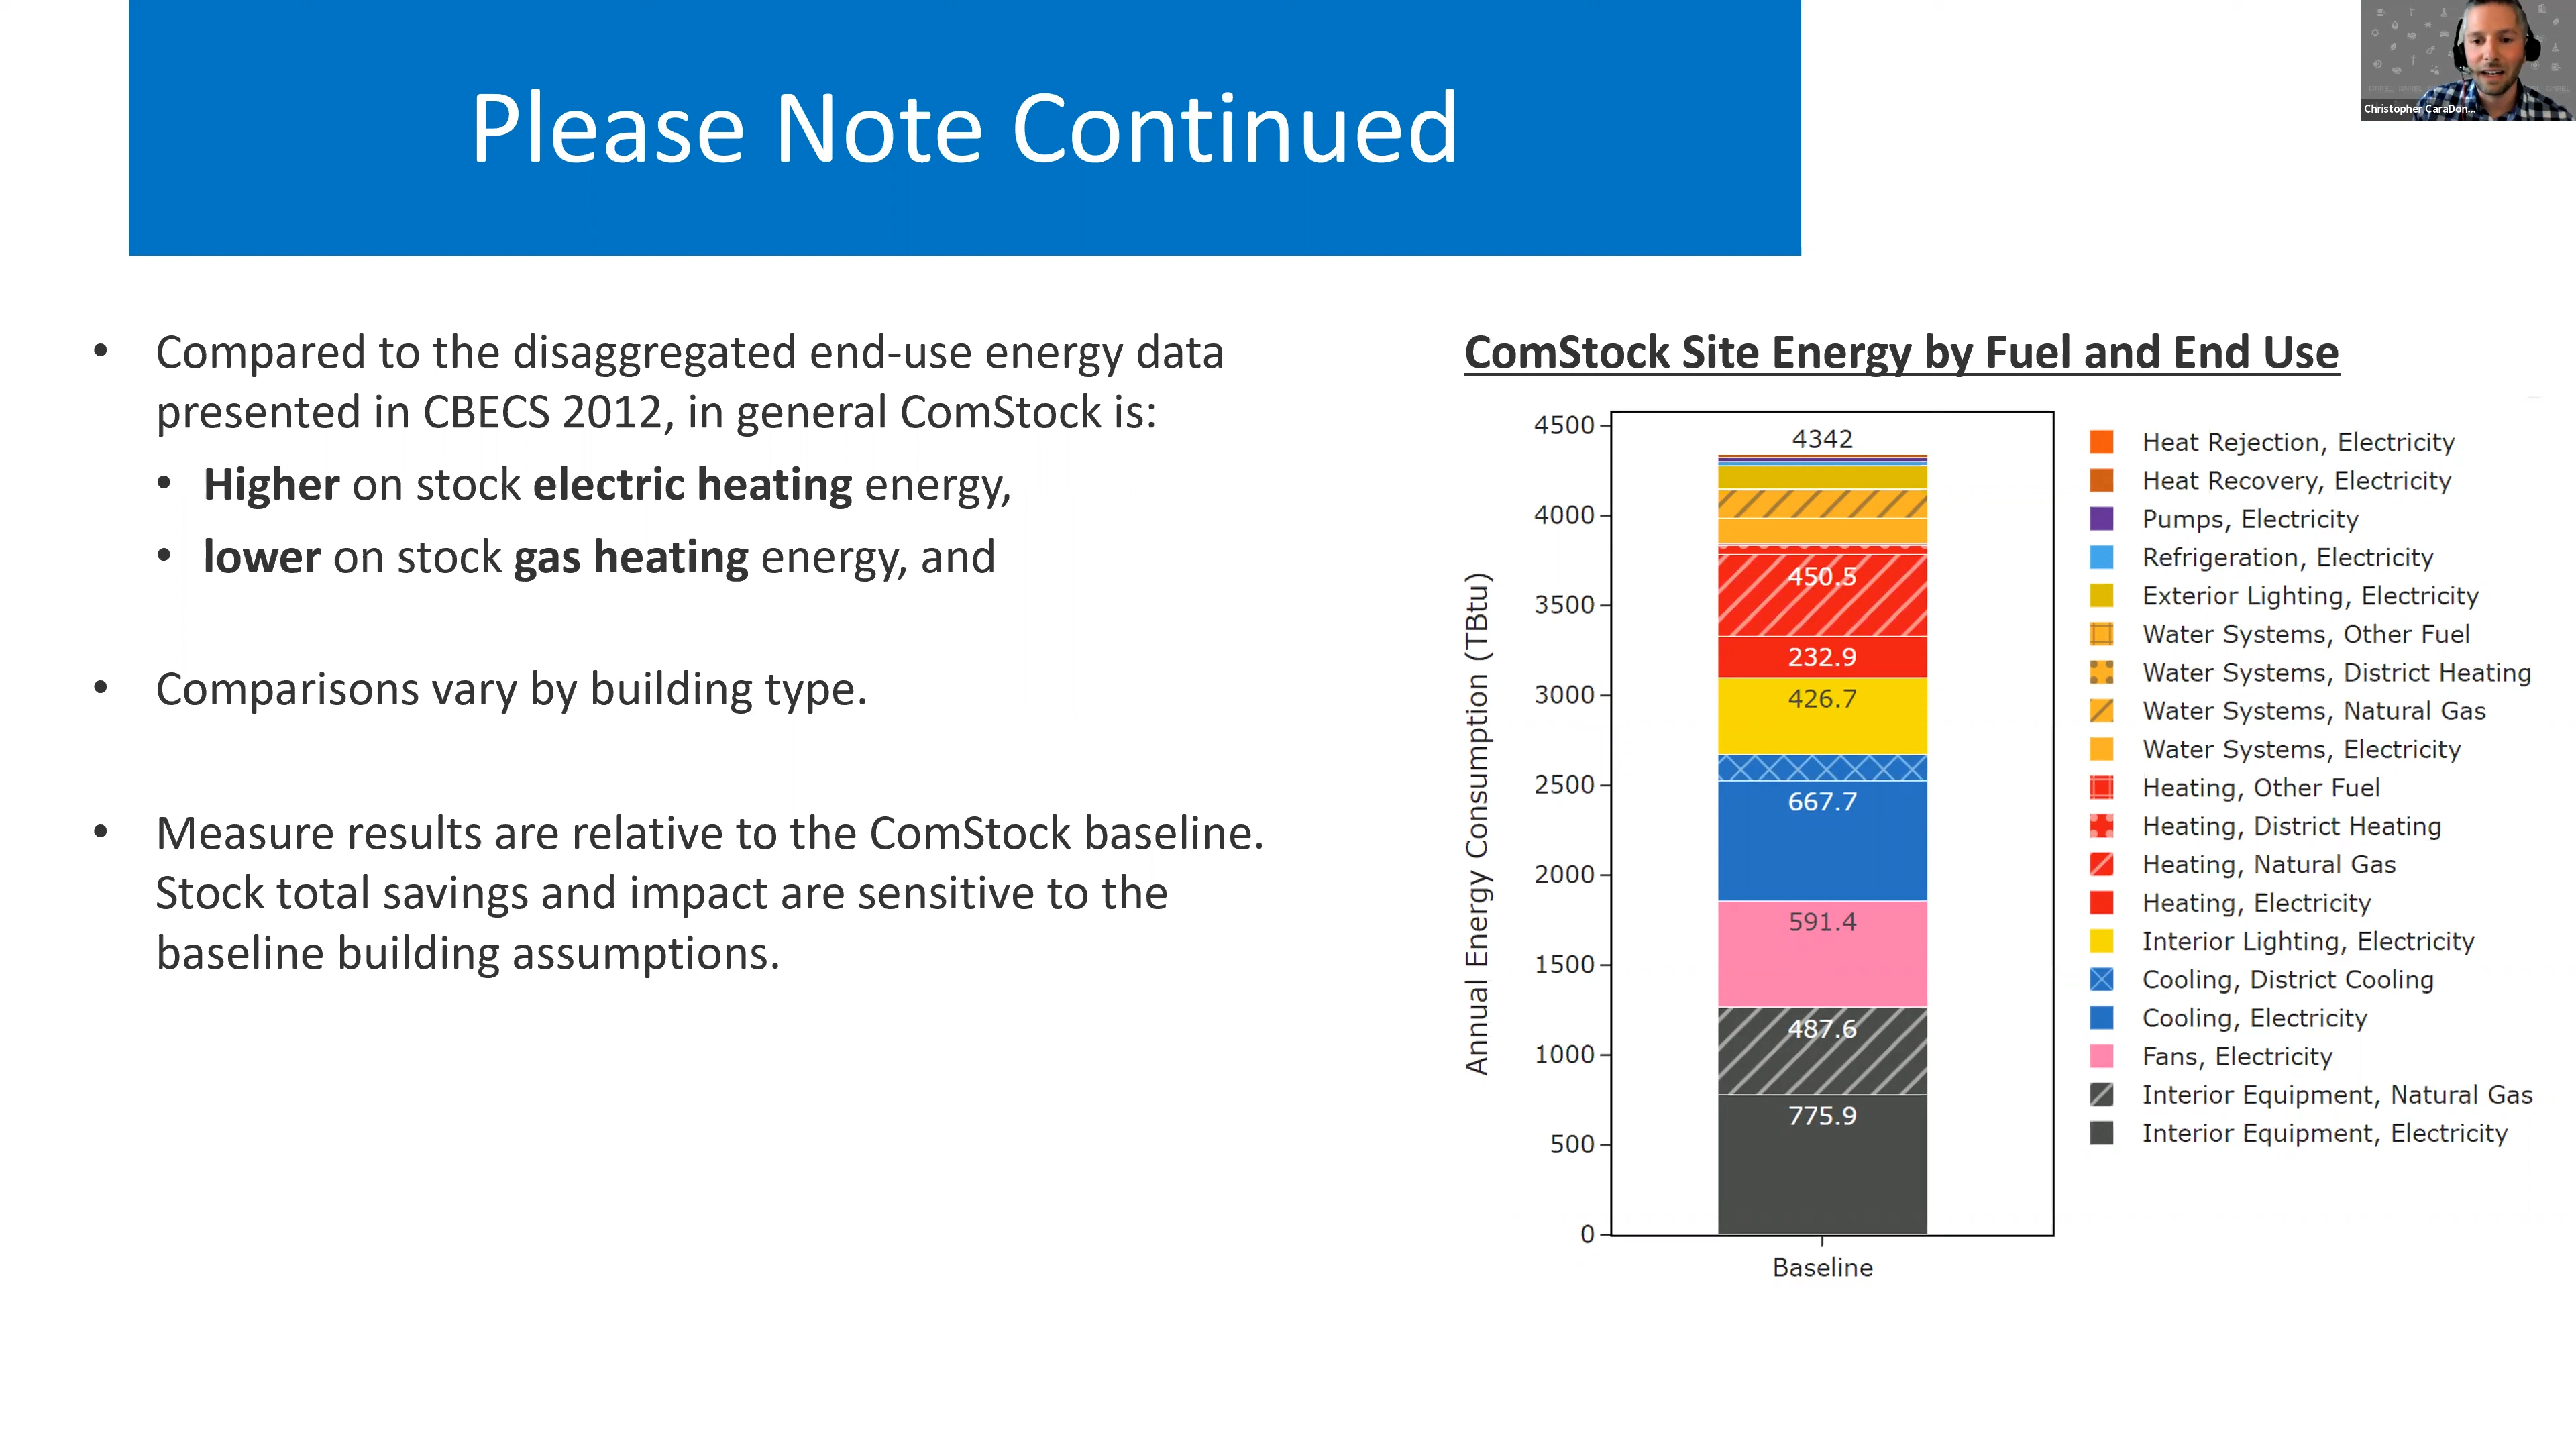 Please Note Continued
Christopher CaraDon...
• Compared to the disaggregated end-use energy data
presented in CBECS 2012, in general ComStock is:
• Higher on stock electric heating energy,
• lower on stock gas heating energy, and
• Comparisons vary by building type.
• Measure results are relative to the ComStock baseline.
Stock total savings and impact are sensitive to the
baseline building assumptions.
ComStock Site Energy by Fuel and End Use
Annual Energy Consumption (TBtu)
4500
4000
3500
3000
2500
2000
1500
1000
500
0
4342
450.5
232.9
426.7
667.7
591.4
487.6
775.9
Baseline
Heat Rejection, Electricity
Heat Recovery, Electricity
Pumps, Electricity
Refrigeration, Electricity
Exterior Lighting, Electricity
Water Systems, Other Fuel
Water Systems, District Heating
Water Systems, Natural Gas
Water Systems, Electricity
Heating, Other Fuel
Heating, District Heating
Heating, Natural Gas
Heating, Electricity
Interior Lighting, Electricity
Cooling, District Cooling
Cooling, Electricity
Fans, Electricity
Interior Equipment, Natural Gas
Interior Equipment, Electricity